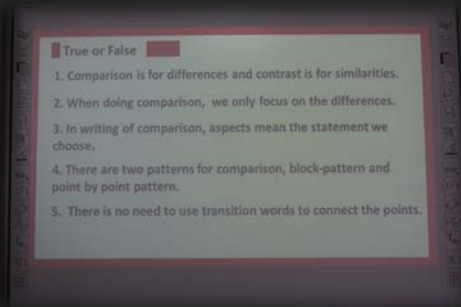 True or False
1. Comparison is for differences and contrast is for similarities.
2. When doing comparison, we only focus on the differences.
3. In writing of comparison, aspects mean the statement we
choose.
4. There are two patterns for comparison, block-pattern and
point by point pattern.
5. There is no need to use transition words to connect the points.